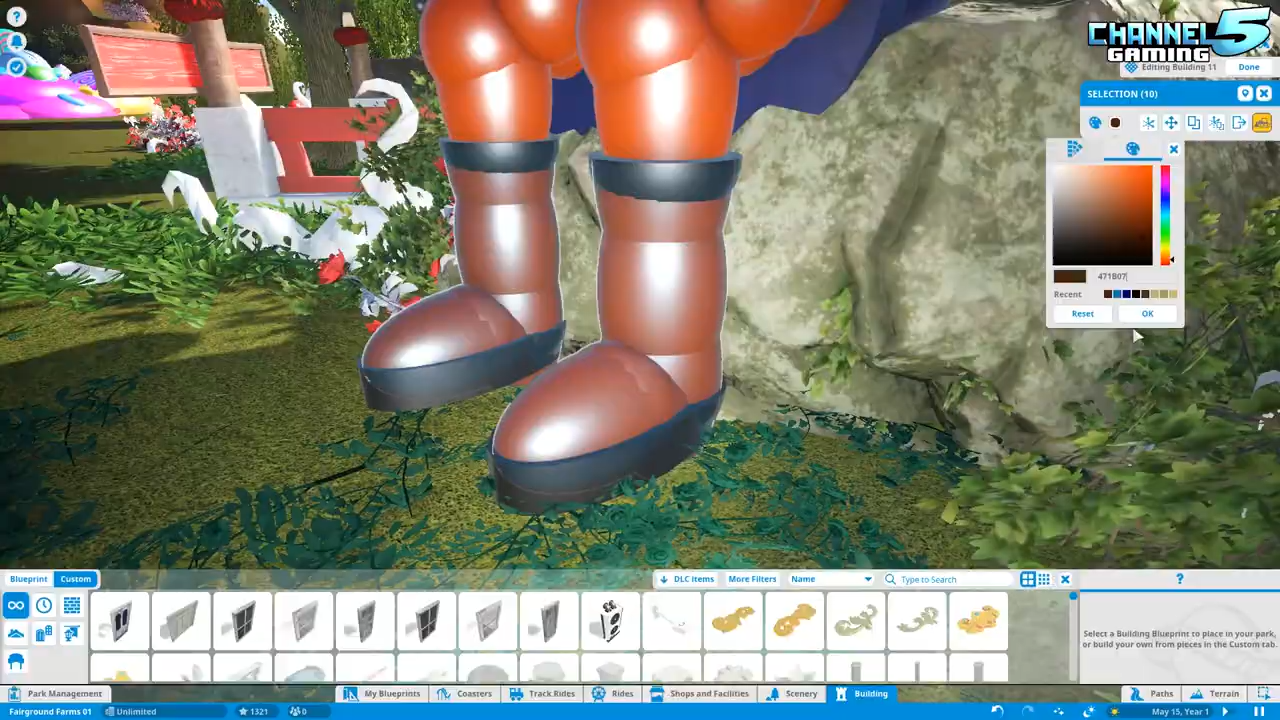 CHANNEL 5
GAMING
Editing Building 11
Done
SELECTION (10)
471B07
Recent
Reset
OK
Blueprint
Custom
DLC Items
More Filters
Name
Type to Search
Select a Building Blueprint to place in your park,
or build your own from pieces in the Custom tab.
Park Management
My Blueprints
Coasters
Track Rides
Rides
Shops and Facilities
Scenery
Building
Paths
Terrain
Fairground Farms 01
Unlimited
1321
0
May 15, Year 1